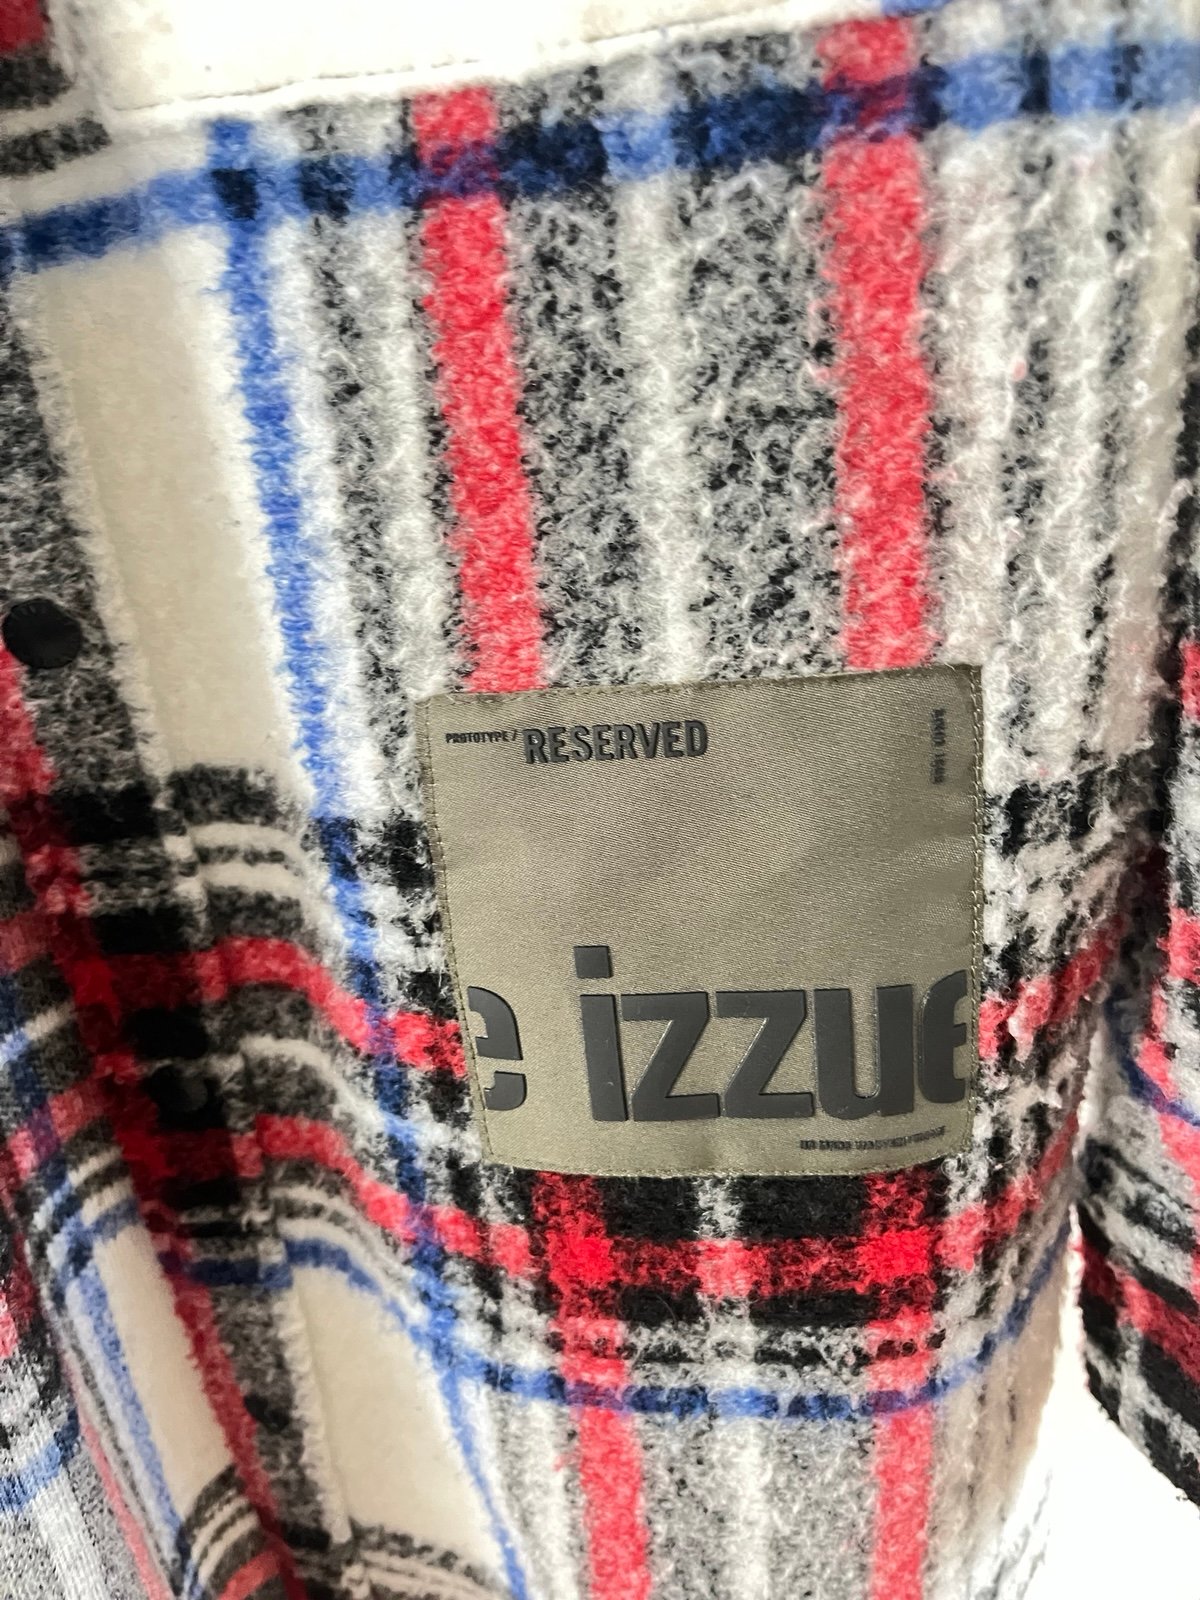 PROTOTYPE / RESERVED
e izzue